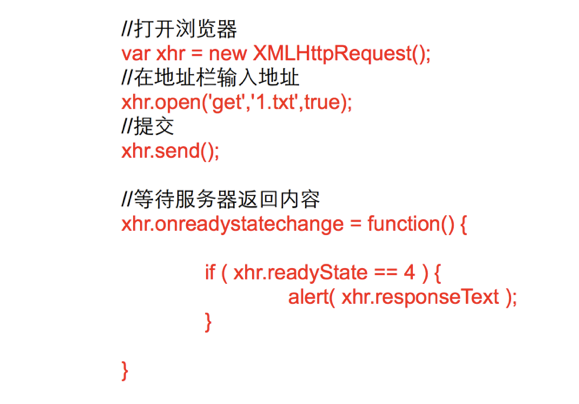 //打开浏览器
var xhr = new XMLHttpRequest();
//在地址栏输入地址
xhr.open('get','1.txt',true);
//提交
xhr.send();
//等待服务器返回内容
xhr.onreadystatechange = function() {
if ( xhr.readyState == 4 ) {
alert( xhr.responseText );
}
}